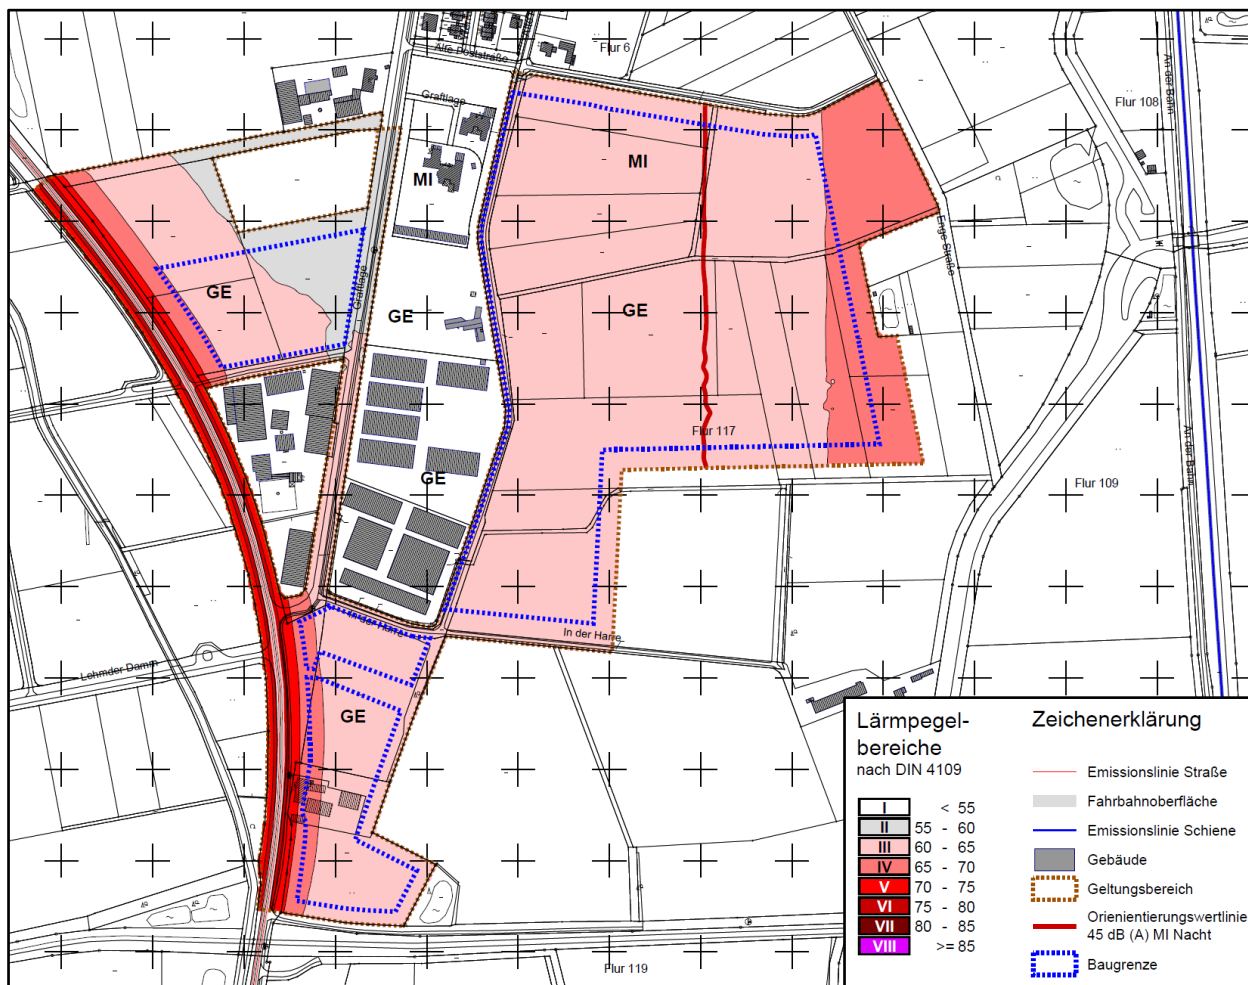 Alte Poststraße
Flur 6
Graftlage
An der Bahn
Flur 108
MI
MI
Enge Straße
GE
Graftlage
GE
GE
Flur 117
GE
An der Bahn
Flur 109
In der Harre
In der Harre
Lehmder Damm
GE
Flur 119
Lärmpegel-
bereiche
nach DIN 4109
I < 55
II 55 - 60
III 60 - 65
IV 65 - 70
V 70 - 75
VI 75 - 80
VII 80 - 85
VIII >= 85
Zeichenerklärung
Emissionslinie Straße
Fahrbahnoberfläche
Emissionslinie Schiene
Gebäude
Geltungsbereich
Orienientierungswertlinie
45 dB (A) MI Nacht
Baugrenze